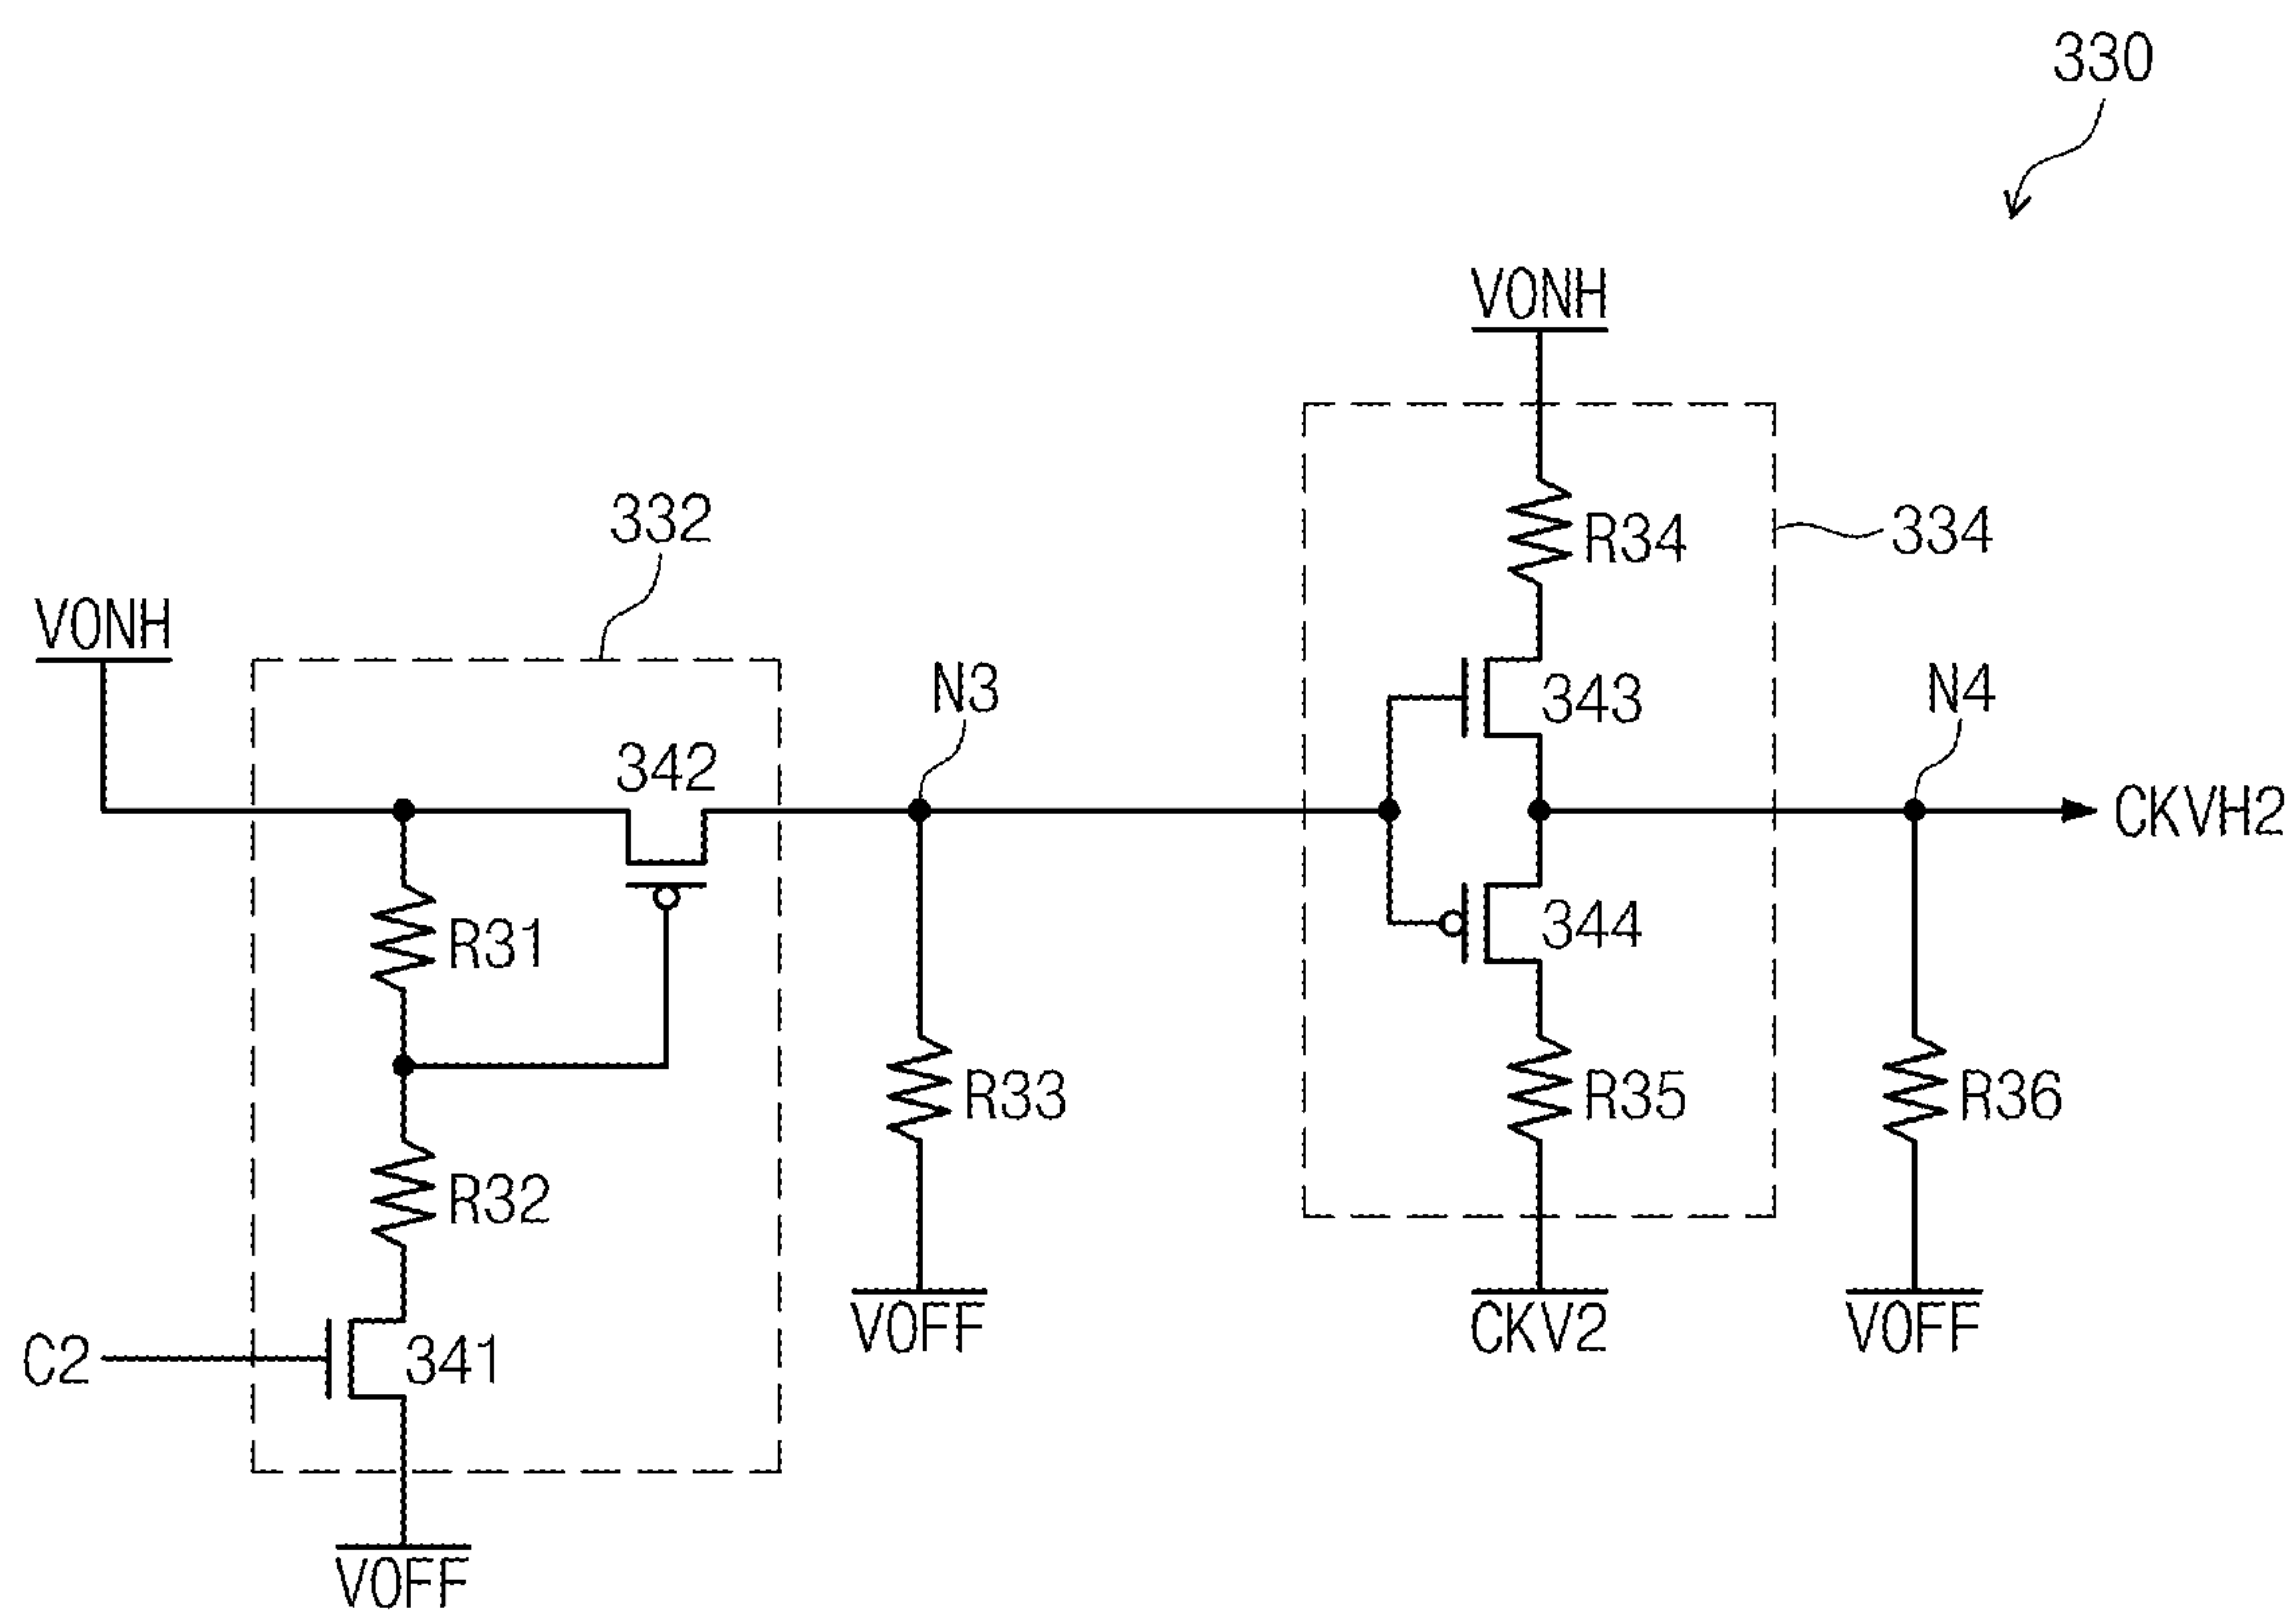 330
VONH
332
R34
334
VONH
N3
343
N4
342
CKVH2
R31
344
R33
R35
R36
R32
VOFF
CKV2
VOFF
C2
341
VOFF